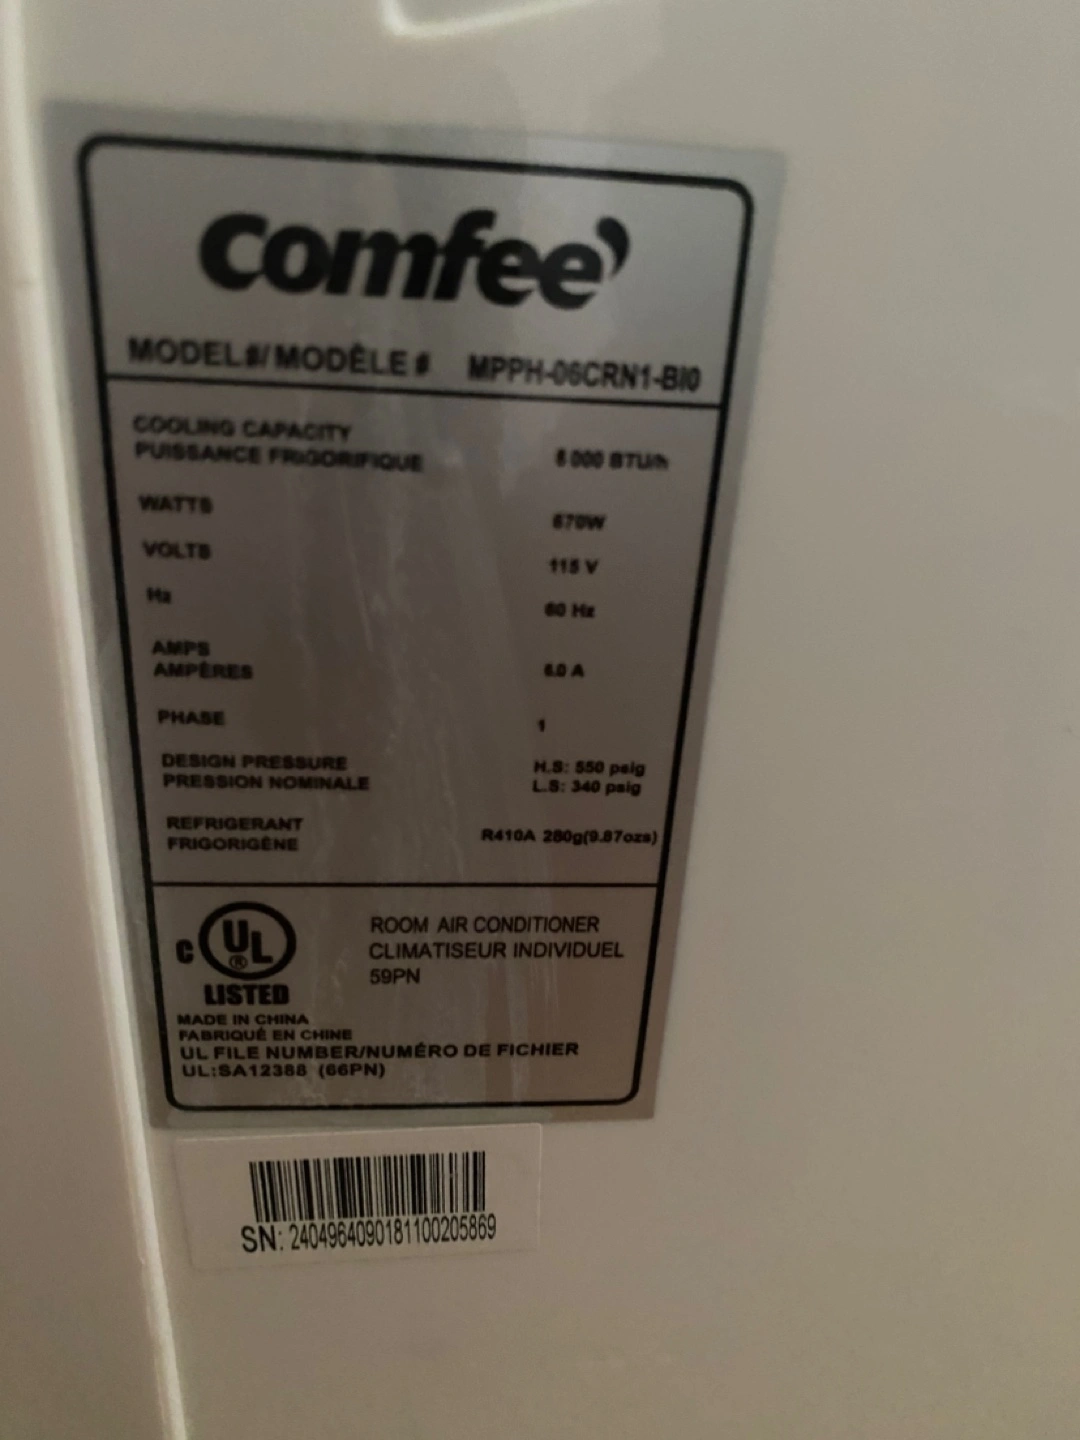 Comfee'
MODEL#/MODÈLE # MPPH-06CRN1-BI0
COOLING CAPACITY
PUISSANCE FRIGORIFIQUE 6 000 BTU/h
WATTS 670W
VOLTS 115 V
Hz 60 Hz
AMPS
AMPÈRES 6.0 A
PHASE 1
DESIGN PRESSURE H.S: 550 psig
PRESSION NOMINALE L.S: 340 psig
REFRIGERANT
FRIGORIGÈNE R410A 280g(9.87ozs)
C UL ® LISTED
ROOM AIR CONDITIONER
CLIMATISEUR INDIVIDUEL
59PN
MADE IN CHINA
FABRIQUÉ EN CHINE
UL FILE NUMBER/NUMÉRO DE FICHIER
UL:SA12388 (66PN)
SN: 2404964090181100205869